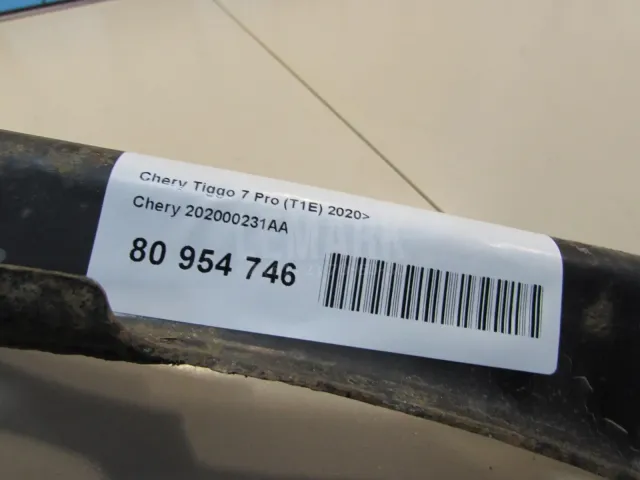 Chery Tiggo 7 Pro (T1E) 2020>
Chery 202000231AA
80 954 746